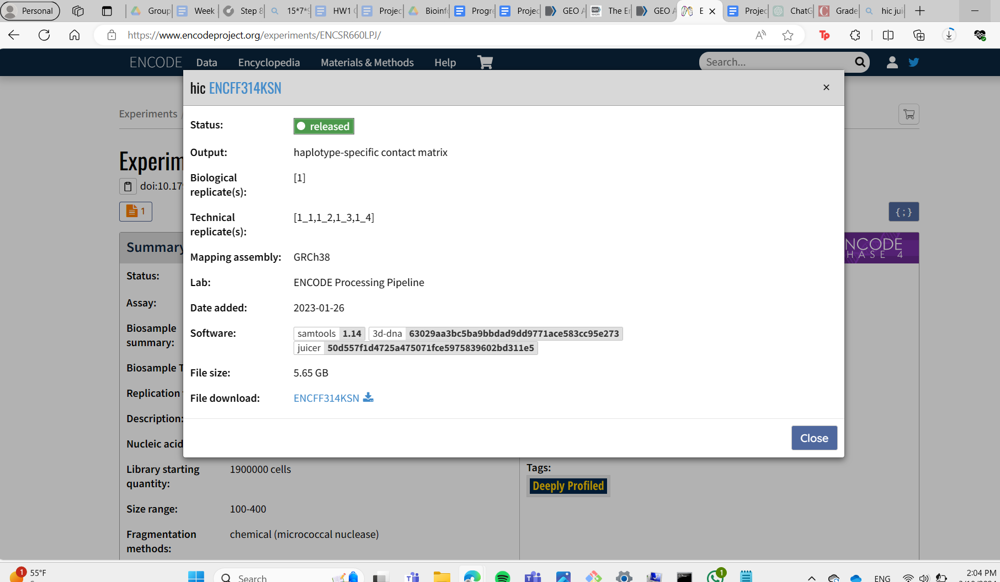 Personal
Group
Week
Step 8
15*7*9
HW1
Projec
Bioinfo
Progre
Projec
GEO A
The Er
GEO A
E
Projec
ChatG
Grade
hic jui
https://www.encodeproject.org/experiments/ENCSR660LPJ/
ENCODE Data Encyclopedia Materials & Methods Help Search...
hic ENCFF314KSN
Experiments /
Status: released
Output: haplotype-specific contact matrix
Experim
Biological replicate(s): [1]
doi:10.17
1
Technical replicate(s): [1_1,1_2,1_3,1_4]
{ ; }
Summary
NCODE
HASE 4
Mapping assembly: GRCh38
Status:
Lab: ENCODE Processing Pipeline
Assay:
Date added: 2023-01-26
Biosample
summary:
Software: samtools 1.14 3d-dna 63029aa3bc5ba9bbdad9dd9771ace583cc95e273
juicer 50d557f1d4725a475071fce5975839602bd311e5
Biosample T
File size: 5.65 GB
Replication
File download: ENCFF314KSN
Description:
Close
Nucleic acid
Library starting
quantity: 1900000 cells
Tags:
Deeply Profiled
Size range: 100-400
Fragmentation
methods: chemical (micrococcal nuclease)
1
55°F
Search
1
ENG
2:04 PM